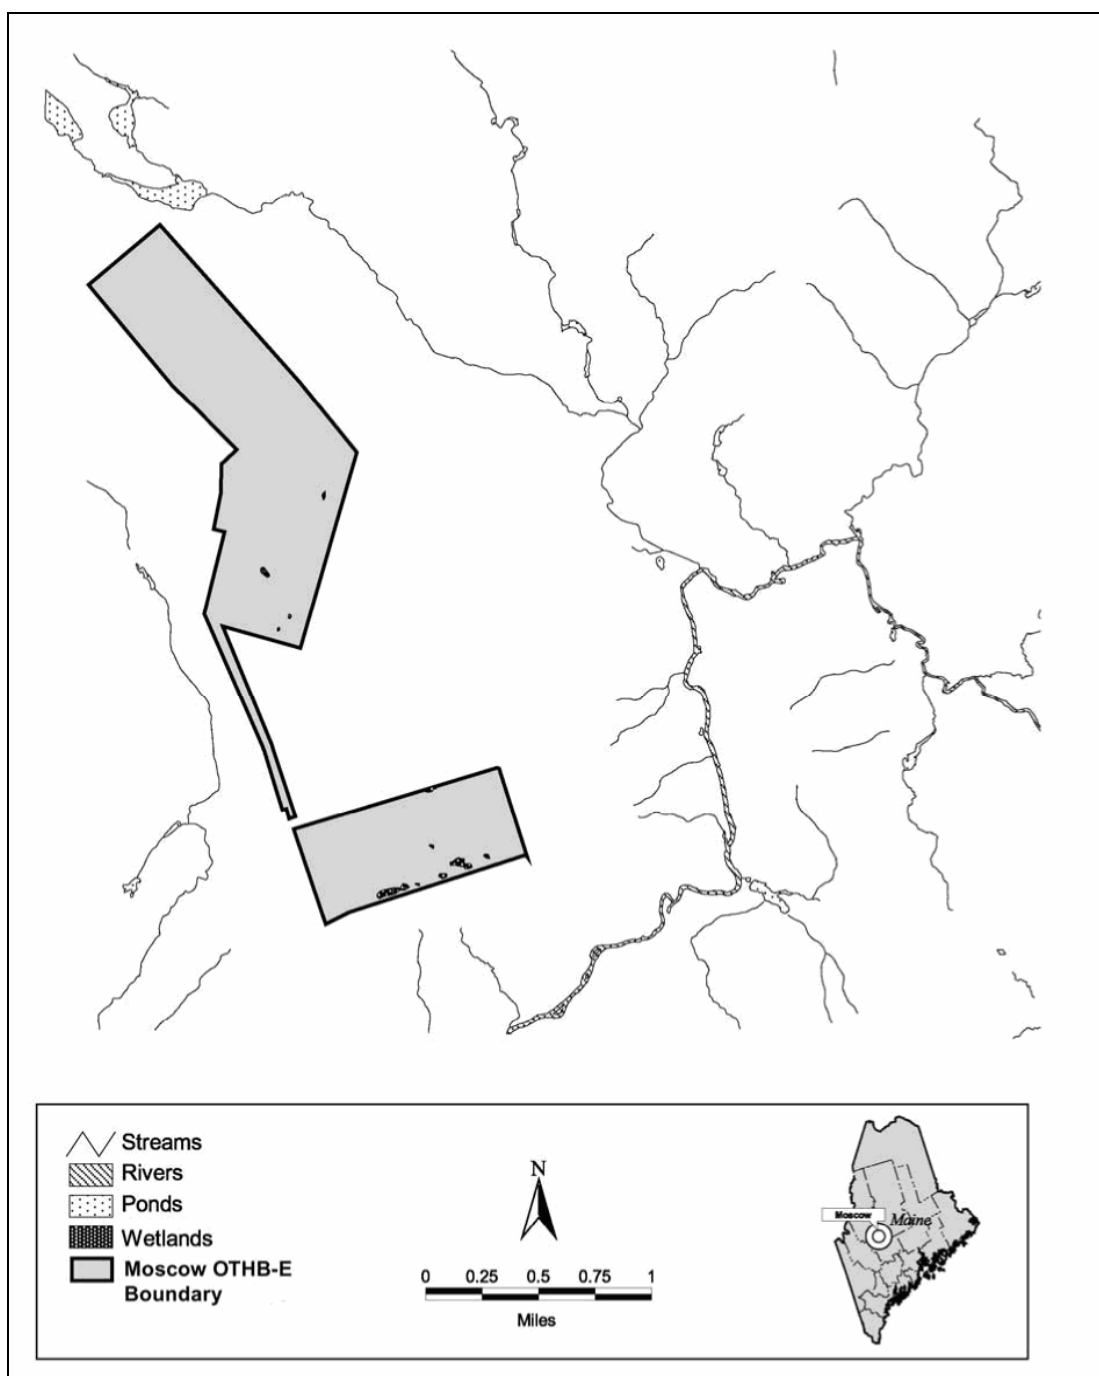 Streams
Rivers
Ponds
Wetlands
Moscow OTHB-E
Boundary
N
0 0.25 0.5 0.75 1
Miles
Moscow
Maine